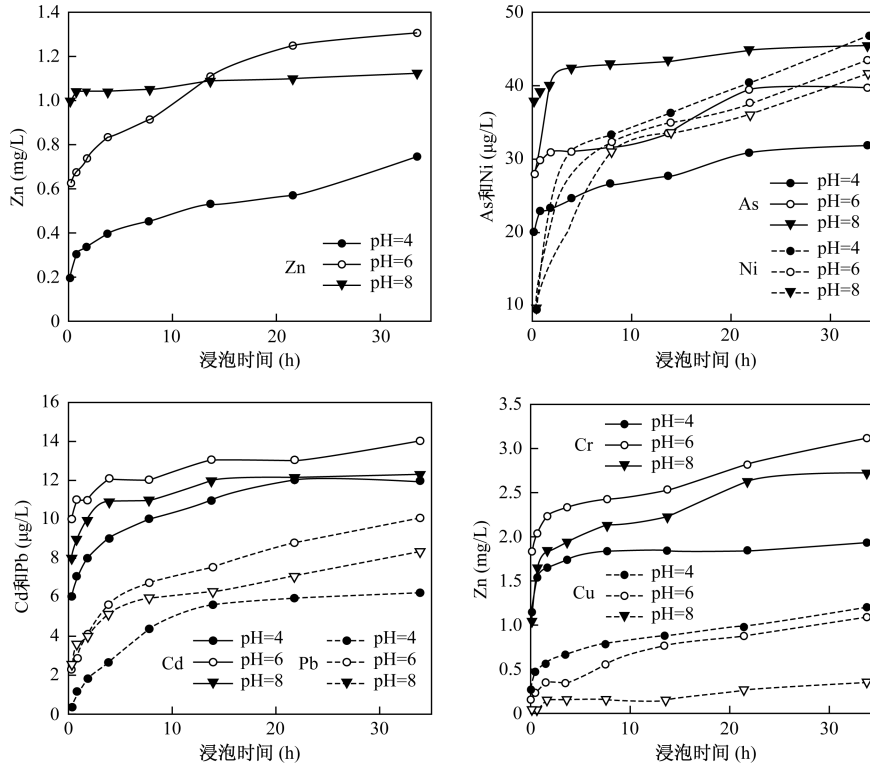 1.4
1.2
1.0
0.8
0.6
0.4
0.2
0
Zn (mg/L)
Zn
pH=4
pH=6
pH=8
0
10
20
30
浸泡时间 (h)
50
40
30
20
10
As和Ni (μg/L)
As
pH=4
pH=6
pH=8
Ni
pH=4
pH=6
pH=8
0
10
20
30
浸泡时间 (h)
16
14
12
10
8
6
4
2
0
Cd和Pb (μg/L)
Cd
pH=4
pH=6
pH=8
Pb
pH=4
pH=6
pH=8
0
10
20
30
浸泡时间 (h)
3.5
3.0
2.5
2.0
1.5
1.0
0.5
0
Zn (mg/L)
Cr
pH=4
pH=6
pH=8
Cu
pH=4
pH=6
pH=8
0
10
20
30
浸泡时间 (h)